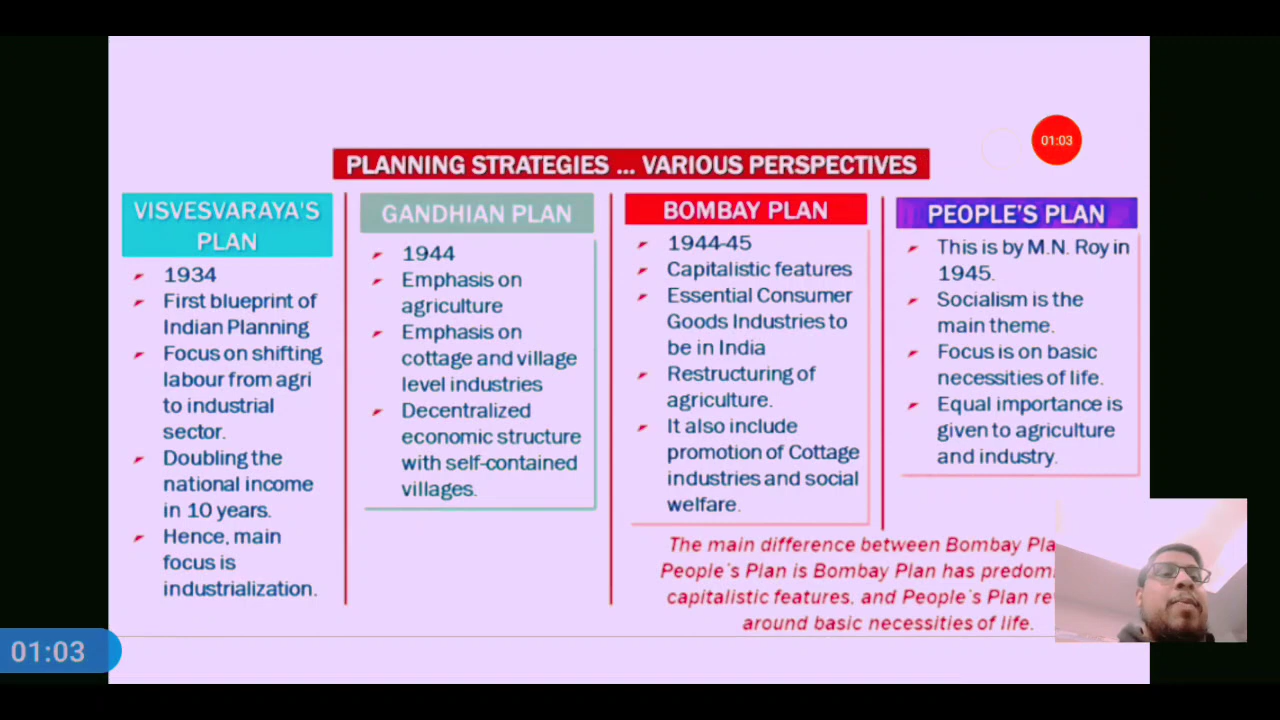 01:03
PLANNING STRATEGIES ... VARIOUS PERSPECTIVES
VISVESVARAYA'S
PLAN
1934
First blueprint of
Indian Planning
Focus on shifting
labour from agri
to industrial
sector.
Doubling the
national income
in 10 years.
Hence, main
focus is
industrialization.
GANDHIAN PLAN
1944
Emphasis on
agriculture
Emphasis on
cottage and village
level industries
Decentralized
economic structure
with self-contained
villages.
BOMBAY PLAN
1944-45
Capitalistic features
Essential Consumer
Goods Industries to
be in India
Restructuring of
agriculture.
It also include
promotion of Cottage
industries and social
welfare.
PEOPLE'S PLAN
This is by M.N. Roy in
1945.
Socialism is the
main theme.
Focus is on basic
necessities of life.
Equal importance is
given to agriculture
and industry.
The main difference between Bombay
People's Plan is Bombay Plan has
capitalistic features, and People's Plan
around basic necessities of life.
01:03